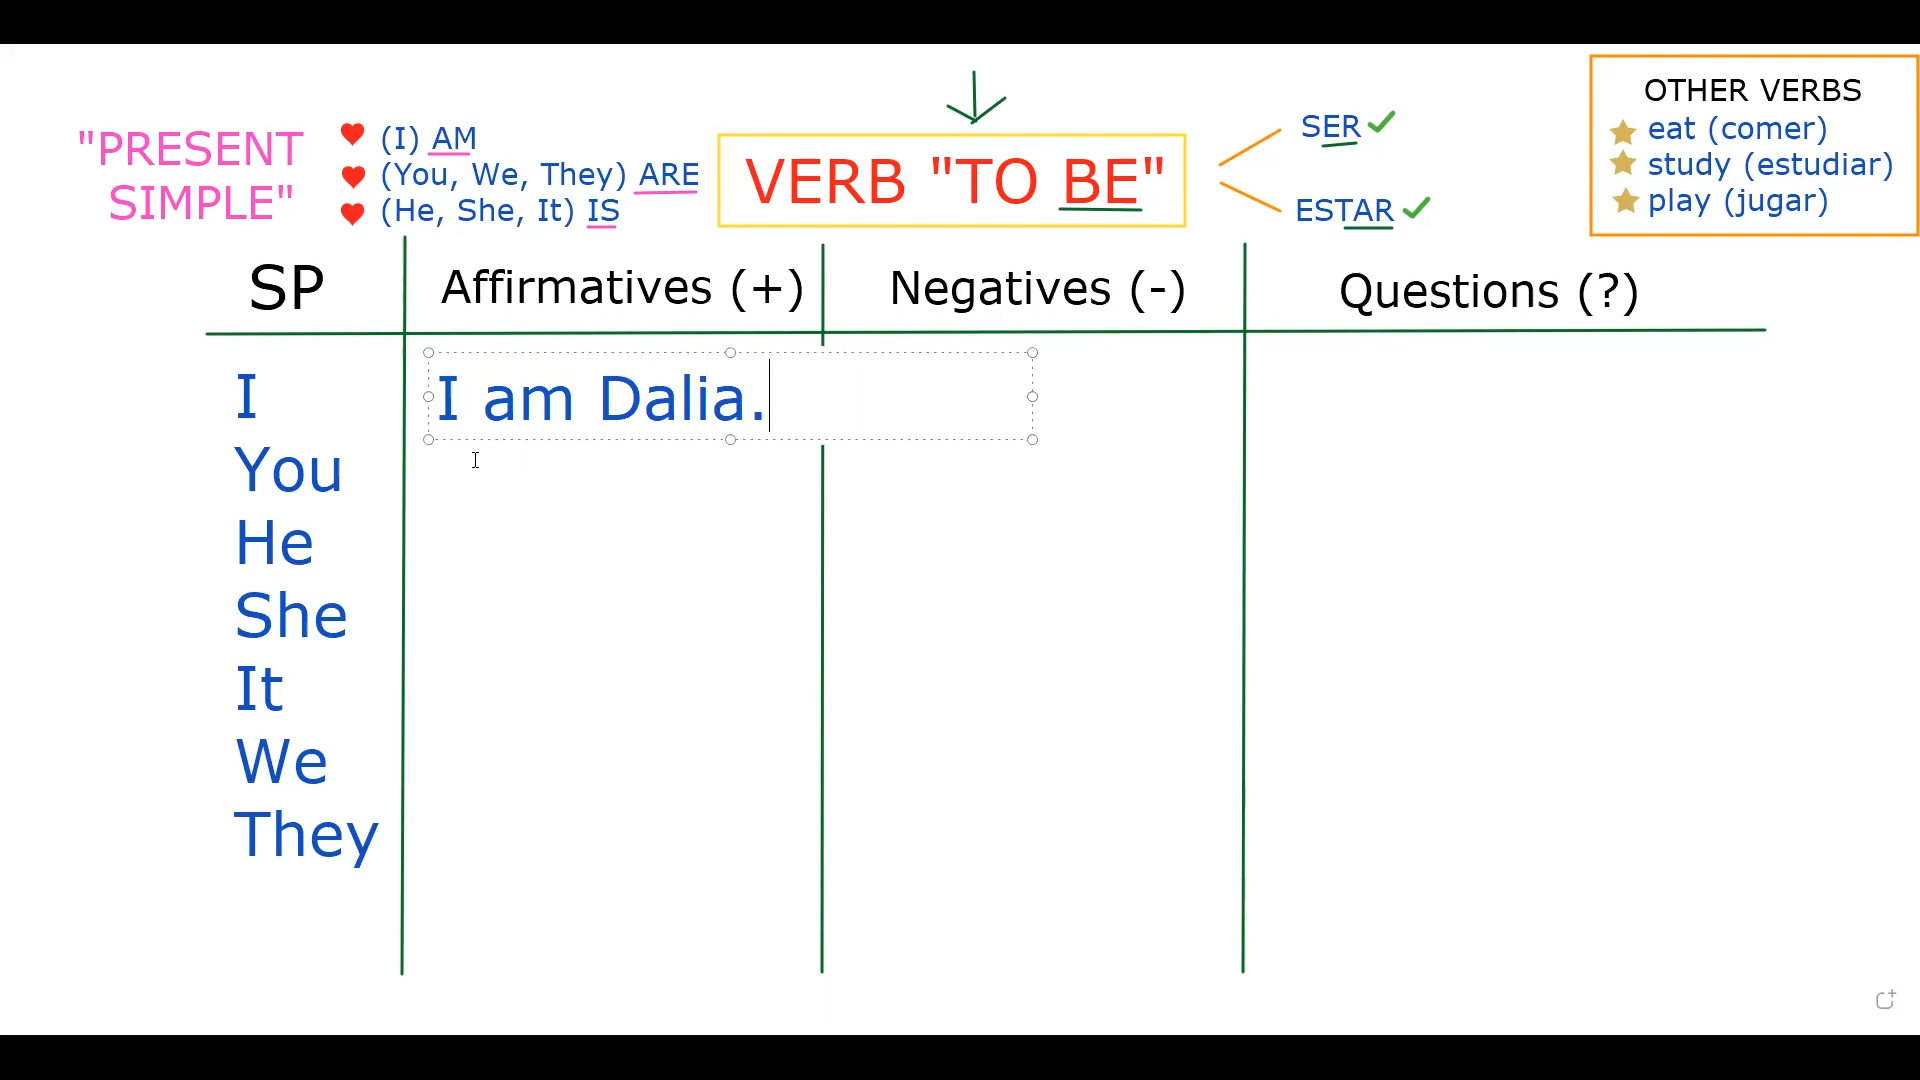 "PRESENT
SIMPLE"
(I) AM
(You, We, They) ARE
(He, She, It) IS
VERB "TO BE"
SER
ESTAR
OTHER VERBS
eat (comer)
study (estudiar)
play (jugar)
SP
Affirmatives (+)
Negatives (-)
Questions (?)
I
I am Dalia.
You
He
She
It
We
They